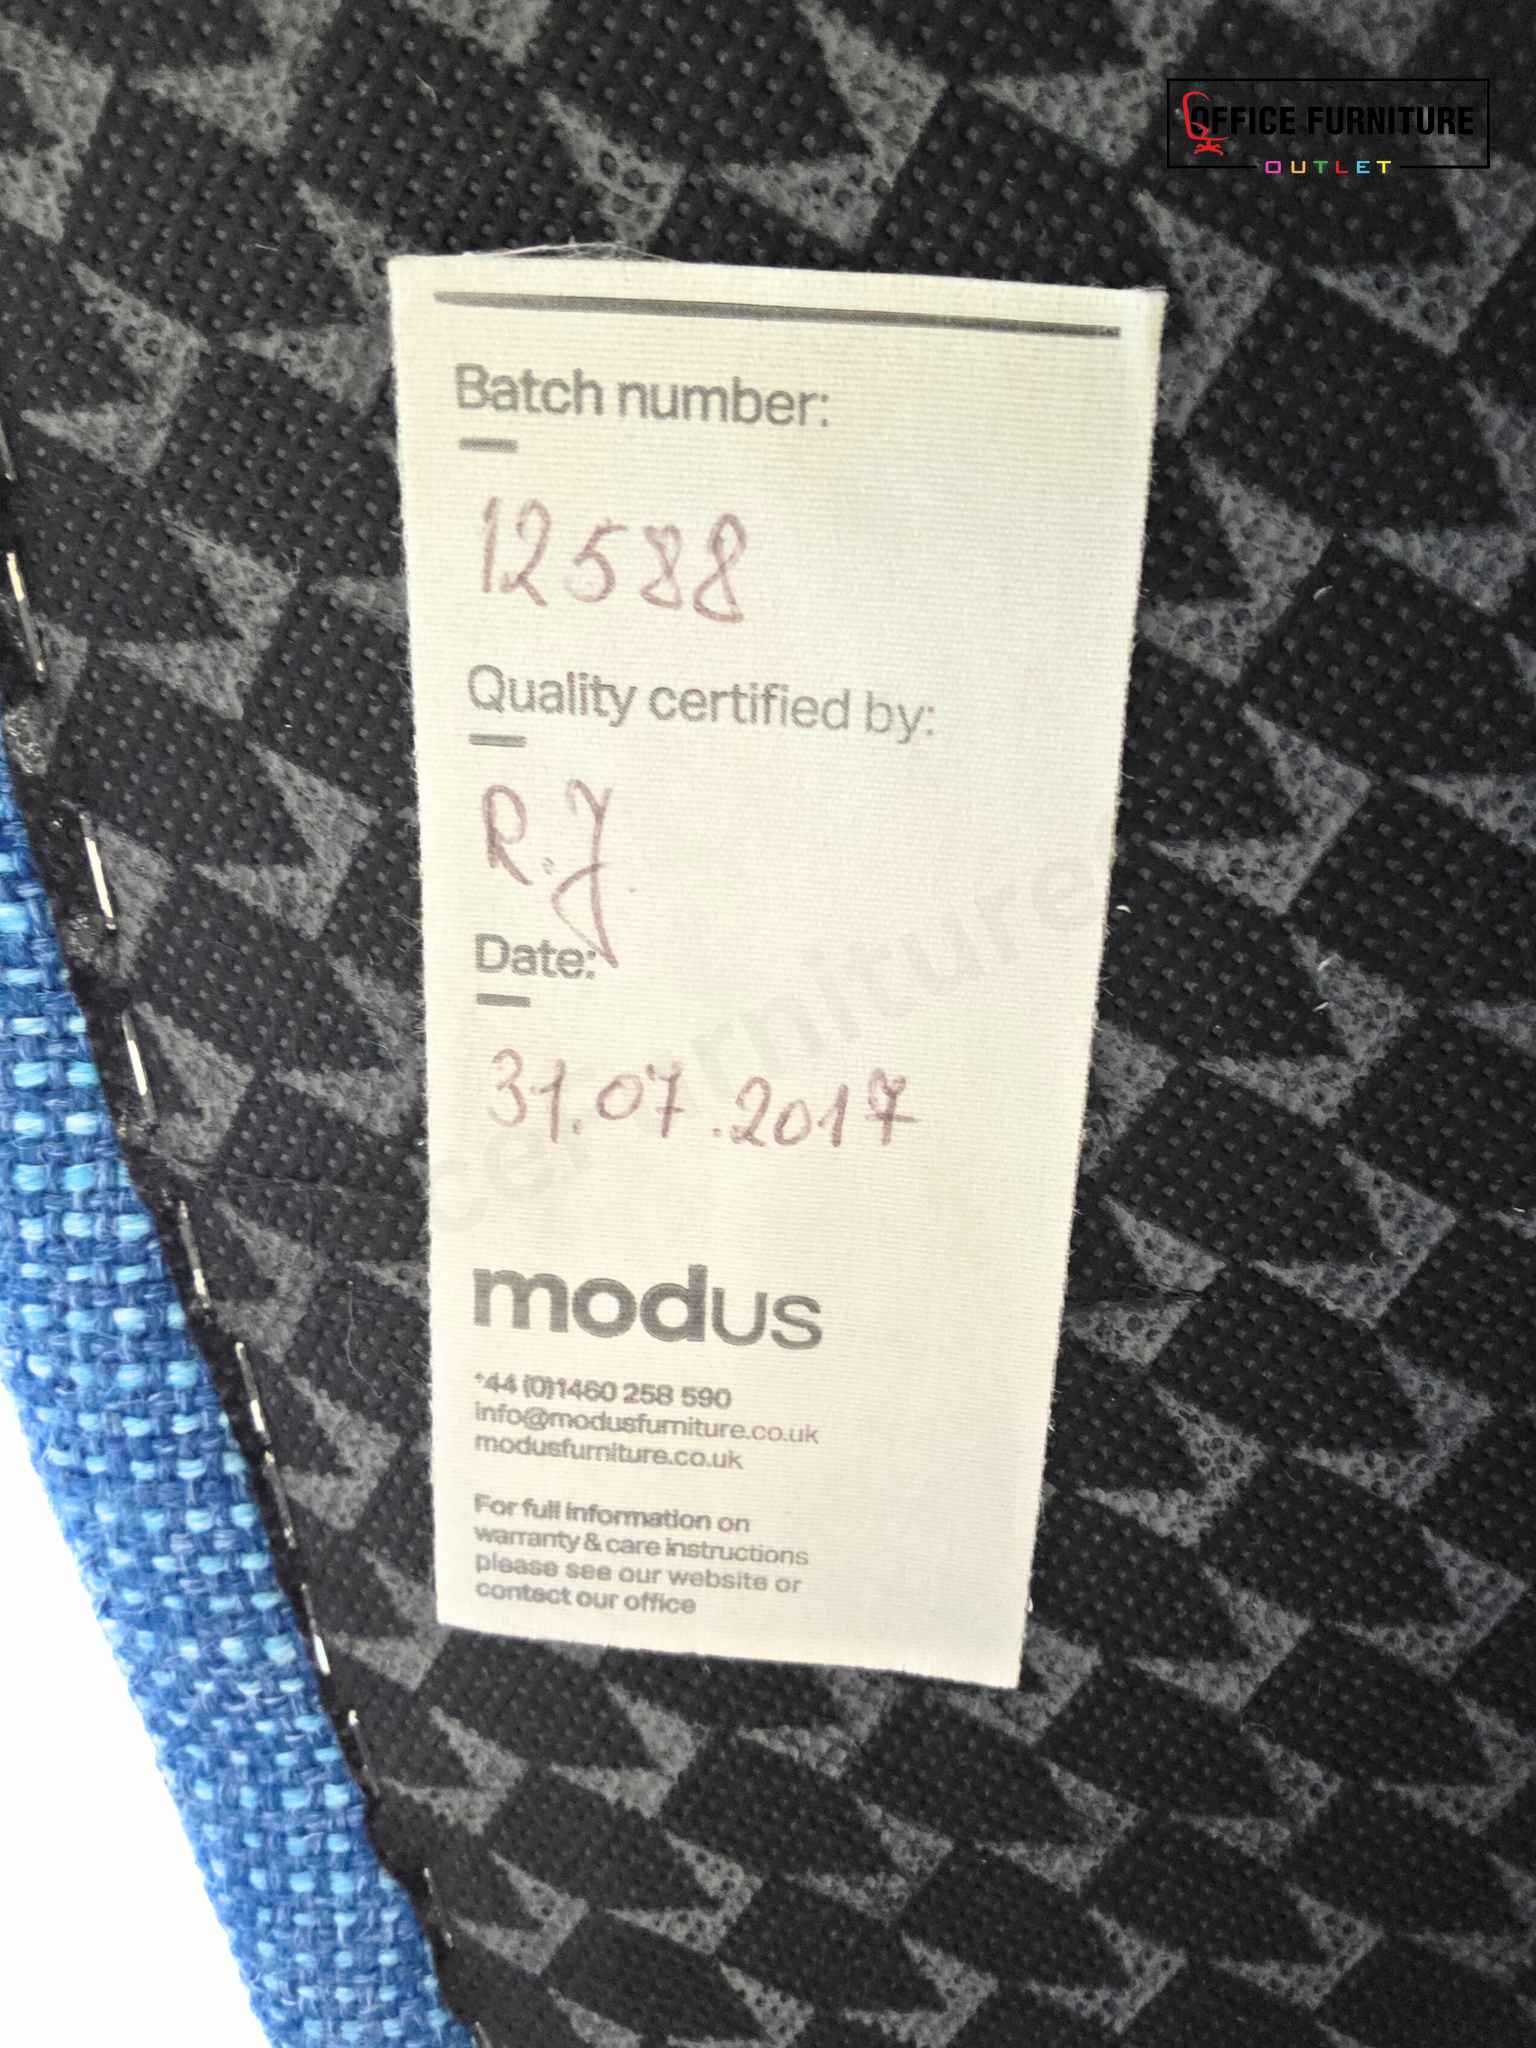 OFFICE FURNITURE
OUTLET
Batch number:
12588
Quality certified by:
R.J
Date:
31.07.2017
modus
+44 (0)1460 258 590
info@modusfurniture.co.uk
modusfurniture.co.uk
For full information on
warranty & care instructions
please see our website or
contact our office